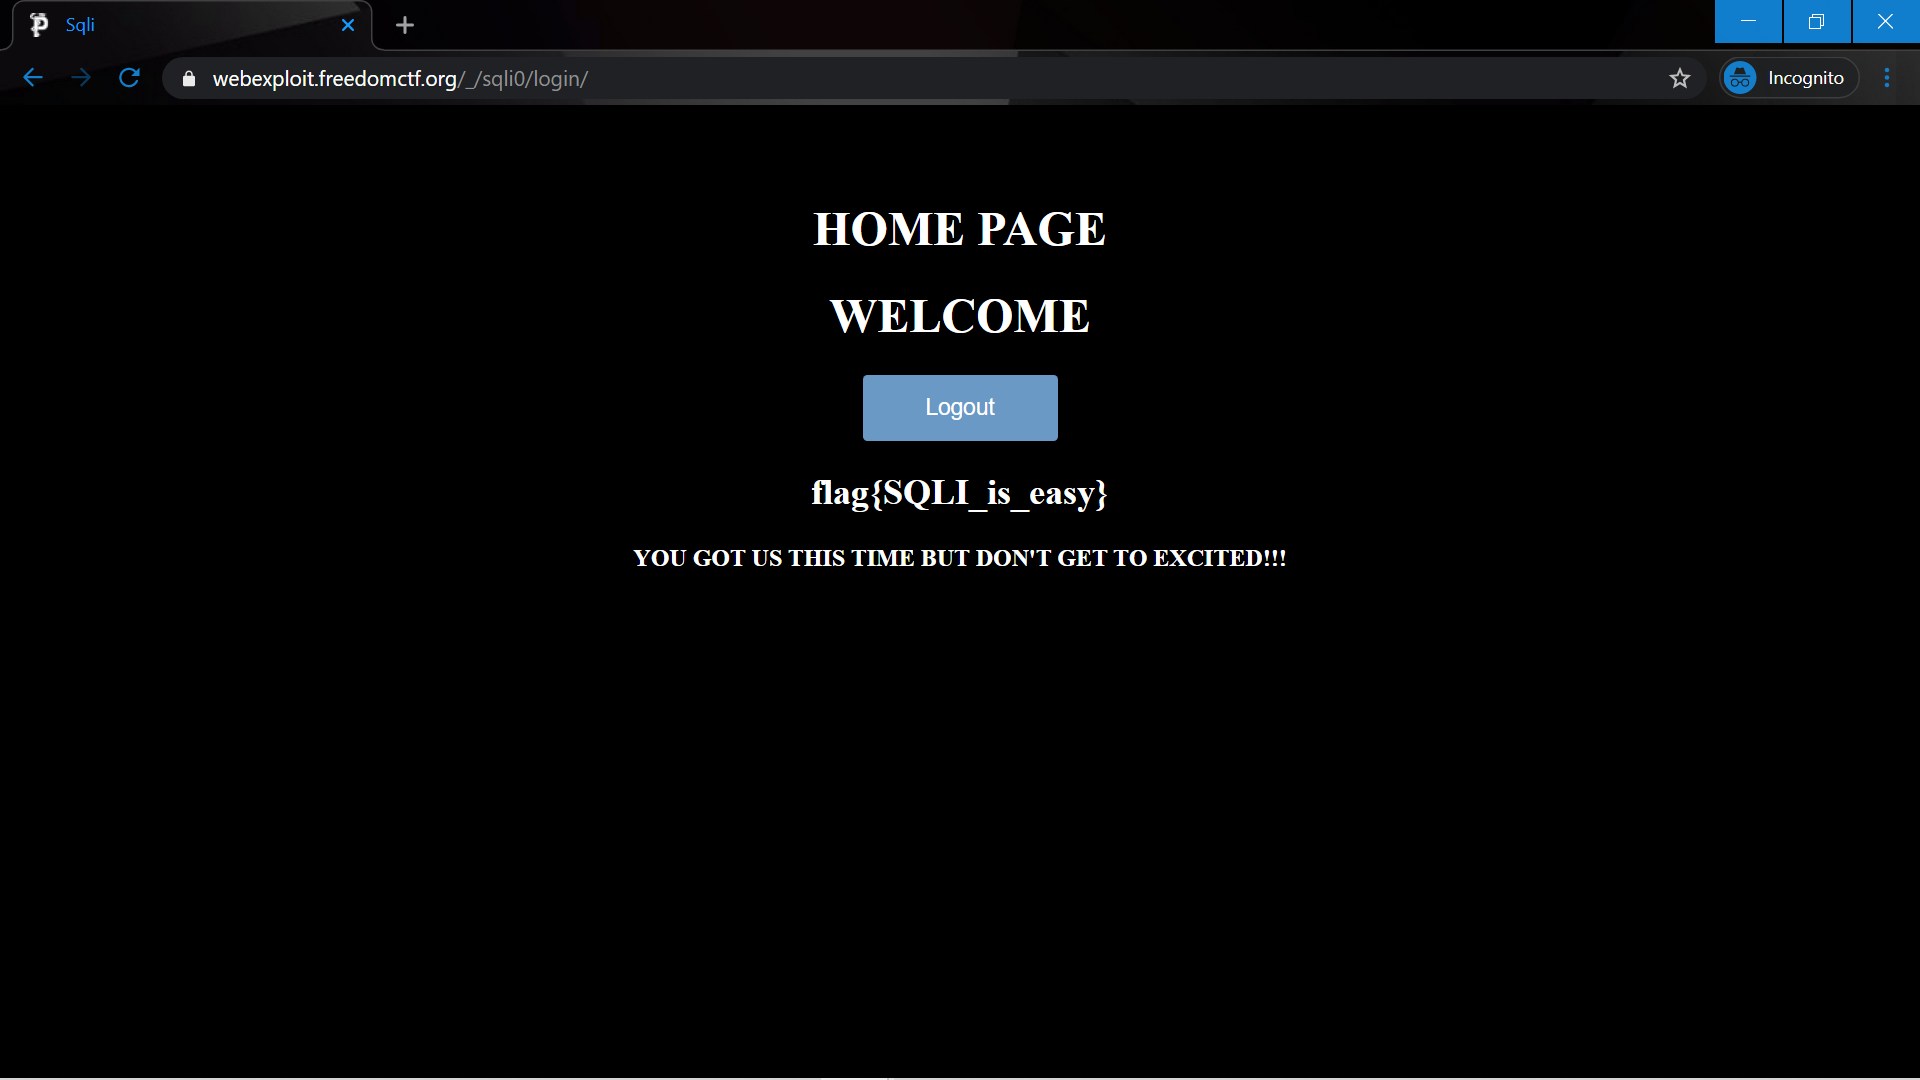 Sqli
webexploit.freedomctf.org/_/sqli0/login/
Incognito
HOME PAGE
WELCOME
Logout
flag{SQLI_is_easy}
YOU GOT US THIS TIME BUT DON'T GET TO EXCITED!!!